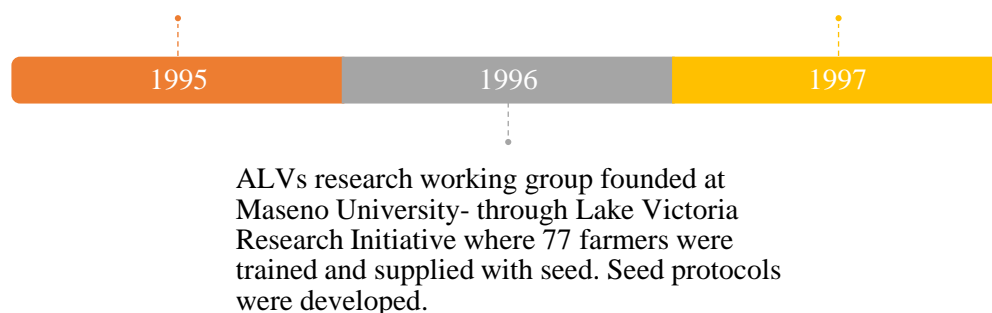 1995
1996
1997
ALVs research working group founded at
Maseno University- through Lake Victoria
Research Initiative where 77 farmers were
trained and supplied with seed. Seed protocols
were developed.